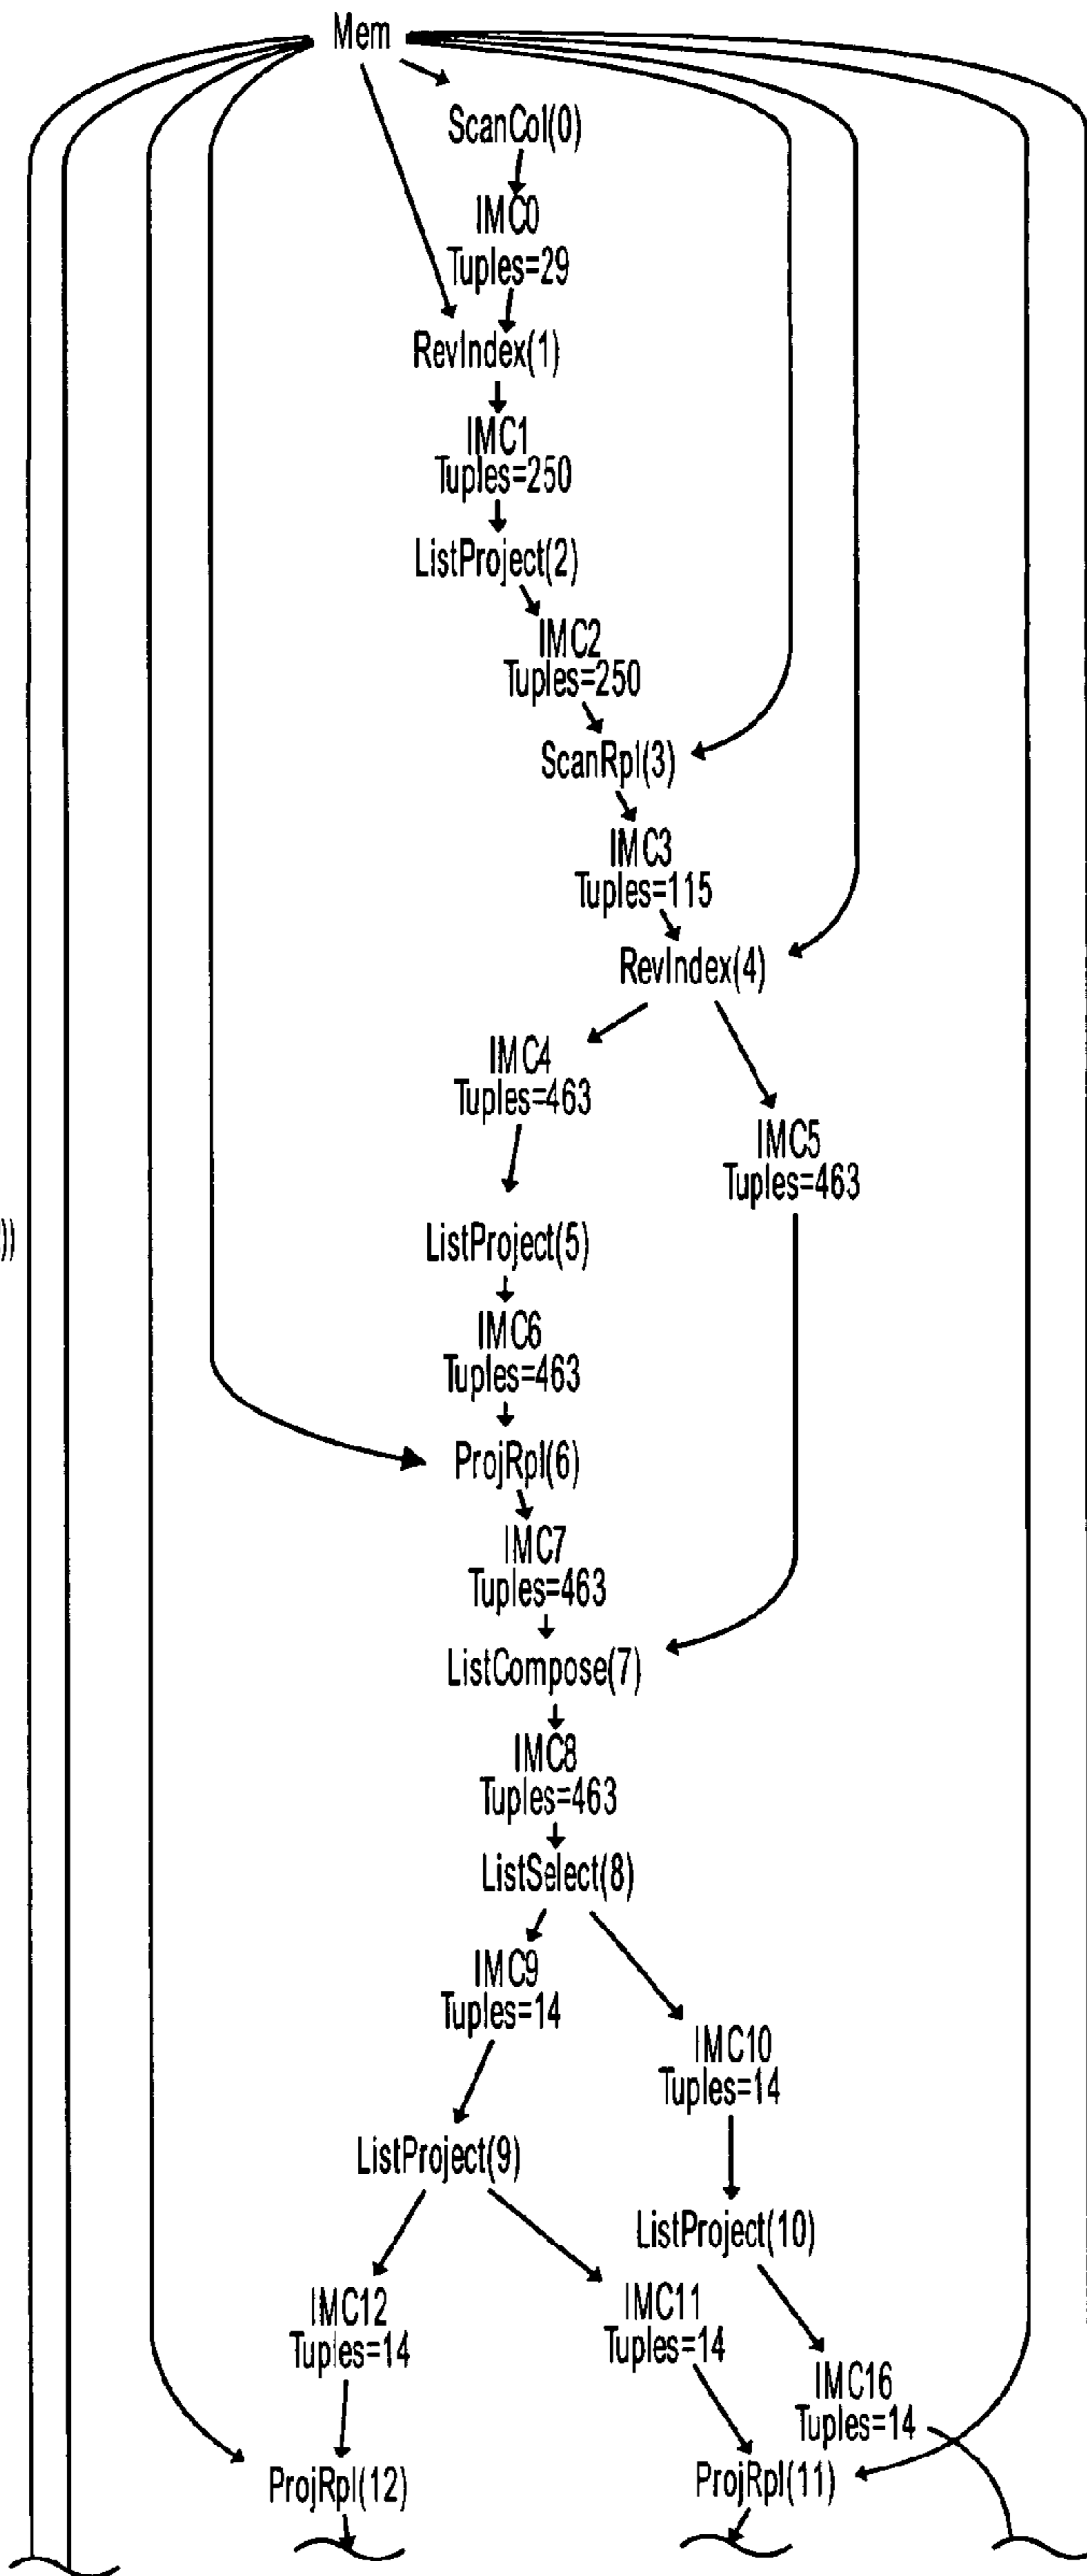 Mem
ScanCol(0)
IMC0
Tuples=29
RevIndex(1)
IMC1
Tuples=250
ListProject(2)
IMC2
Tuples=250
ScanRpl(3)
IMC3
Tuples=115
RevIndex(4)
IMC4
Tuples=463
IMC5
Tuples=463
))
ListProject(5)
IMC6
Tuples=463
ProjRpl(6)
IMC7
Tuples=463
ListCompose(7)
IMC8
Tuples=463
ListSelect(8)
IMC9
Tuples=14
IMC10
Tuples=14
ListProject(9)
ListProject(10)
IMC12
Tuples=14
IMC11
Tuples=14
IMC16
Tuples=14
ProjRpl(12)
ProjRpl(11)